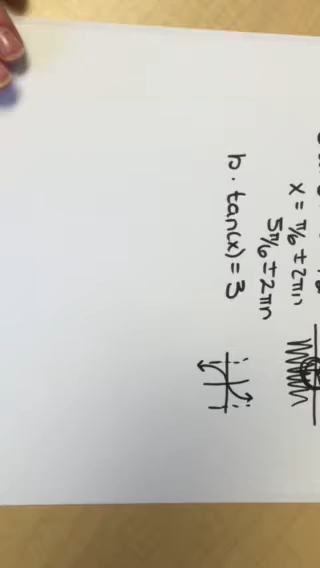 x = π/6 ± 2πn
5π/6 ± 2πn
b. tan(x) = 3